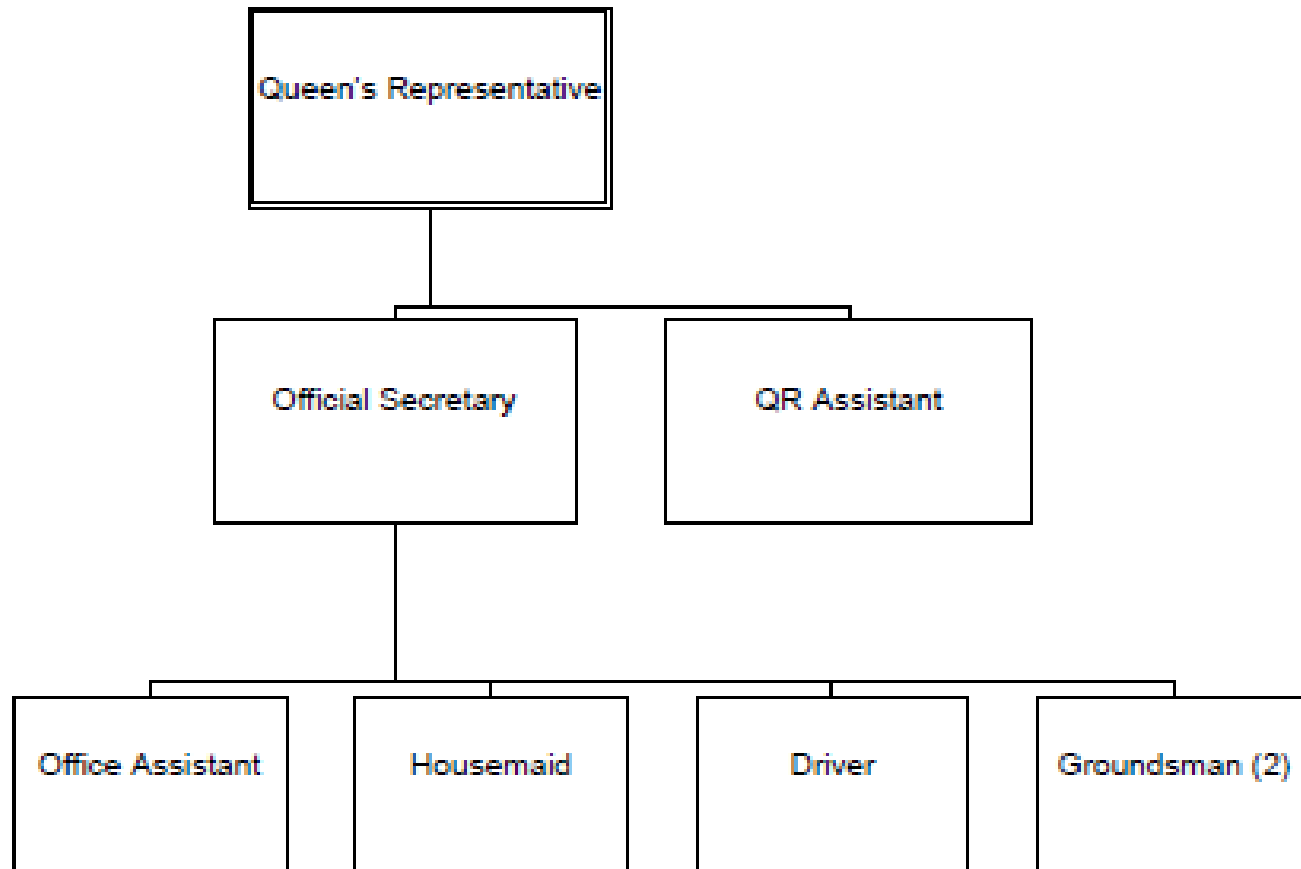 Queen's Representative
Official Secretary
QR Assistant
Office Assistant
Housemaid
Driver
Groundsman (2)